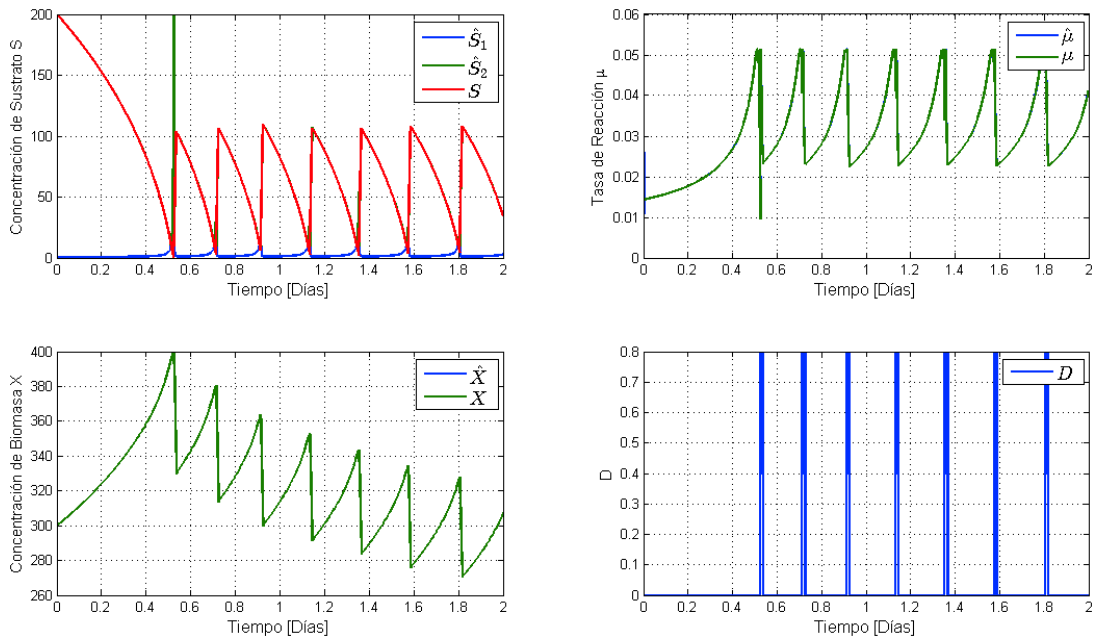 Concentración de Sustrato S
200
150
100
50
0
0 0.2 0.4 0.6 0.8 1 1.2 1.4 1.6 1.8 2
Tiempo [Días]
Ŝ₁
Ŝ₂
S
Tasa de Reacción μ
0.06
0.05
0.04
0.03
0.02
0.01
0
0 0.2 0.4 0.6 0.8 1 1.2 1.4 1.6 1.8 2
Tiempo [Días]
μ̂
μ
Concentración de Biomasa X
400
380
360
340
320
300
280
260
0 0.2 0.4 0.6 0.8 1 1.2 1.4 1.6 1.8 2
Tiempo [Días]
X̂
X
D
0.8
0.7
0.6
0.5
0.4
0.3
0.2
0.1
0
0 0.2 0.4 0.6 0.8 1 1.2 1.4 1.6 1.8 2
Tiempo [Días]
D